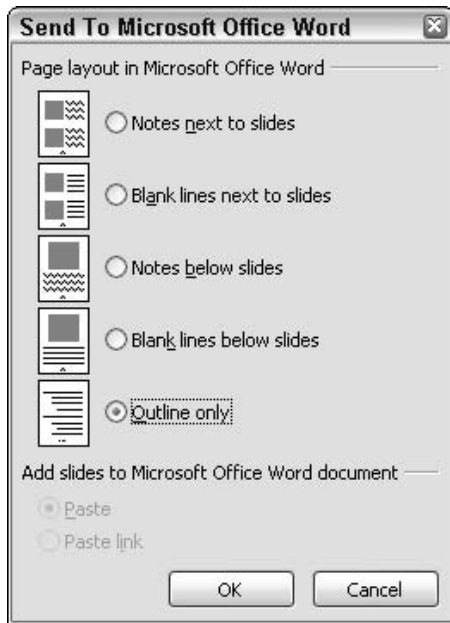 Send To Microsoft Office Word
Page layout in Microsoft Office Word
Notes next to slides
Blank lines next to slides
Notes below slides
Blank lines below slides
Outline only
Add slides to Microsoft Office Word document
Paste
Paste link
OK
Cancel